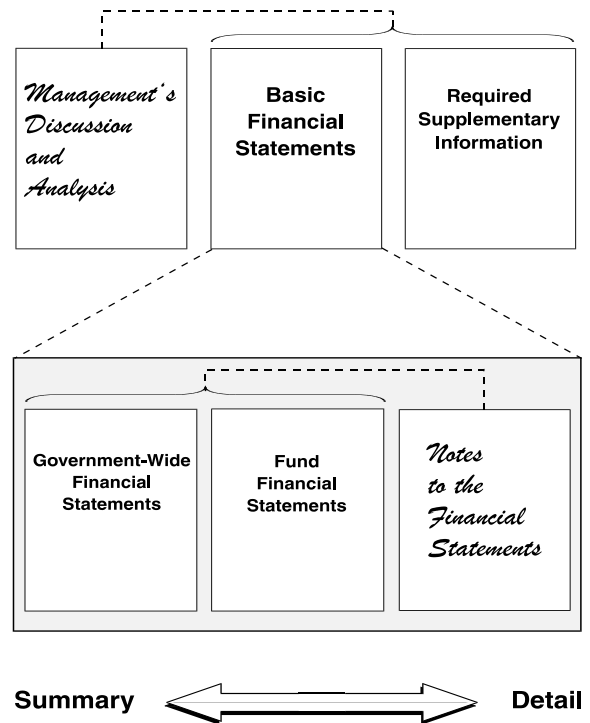 Management's
Discussion
and
Analysis
Basic
Financial
Statements
Required
Supplementary
Information
Government-Wide
Financial
Statements
Fund
Financial
Statements
Notes
to the
Financial
Statements
Summary
Detail